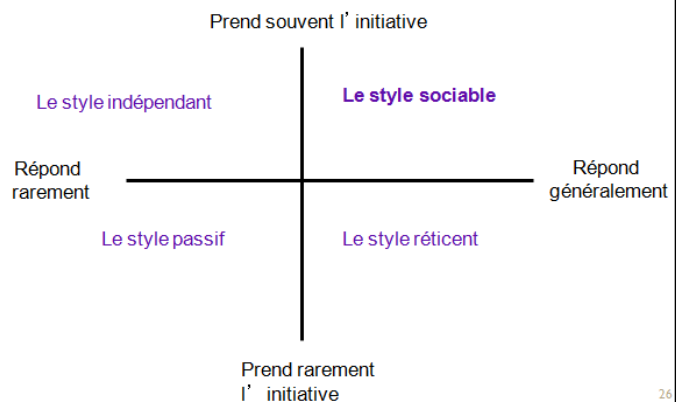 Prend souvent l’ initiative
Le style indépendant
Le style sociable
Répond
rarement
Répond
généralement
Le style passif
Le style réticent
Prend rarement
l’ initiative
26